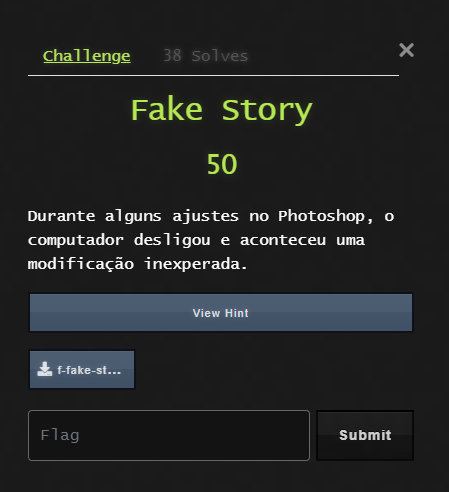 Challenge 38 Solves ×
Fake Story
50
Durante alguns ajustes no Photoshop, o
computador desligou e aconteceu uma
modificação inexperada.
View Hint
f-fake-st...
Flag
Submit